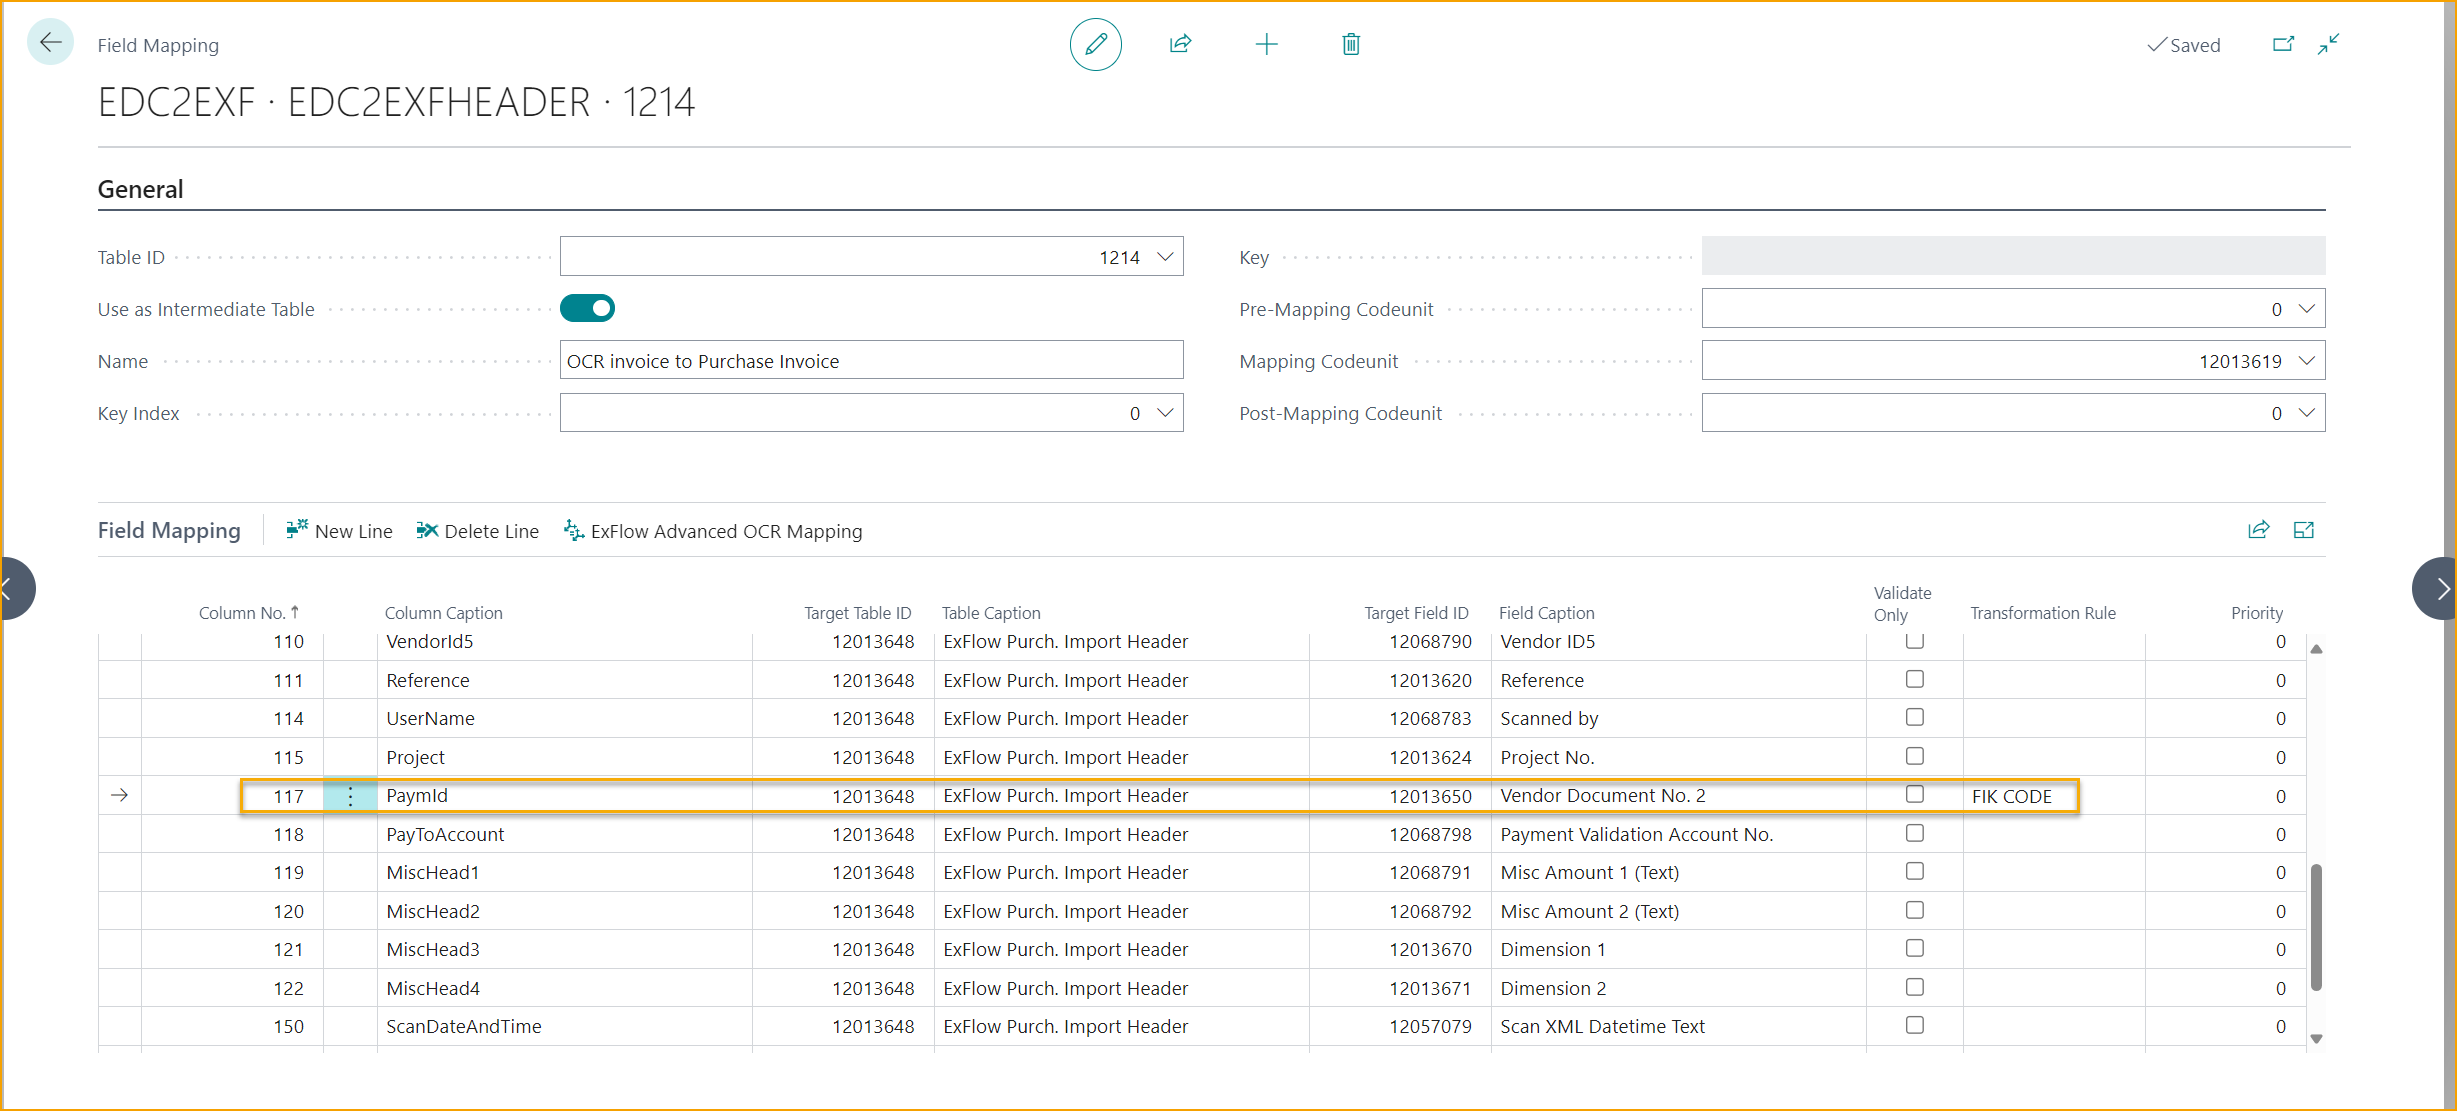 Field Mapping
Saved
EDC2EXF · EDC2EXFHEADER · 1214
General
Table ID 1214
Key
Use as Intermediate Table
Pre-Mapping Codeunit 0
Name OCR invoice to Purchase Invoice
Mapping Codeunit 12013619
Key Index 0
Post-Mapping Codeunit 0
Field Mapping New Line Delete Line ExFlow Advanced OCR Mapping
Column No. ↑ Column Caption Target Table ID Table Caption Target Field ID Field Caption Validate Only Transformation Rule Priority
110 VendorId5 12013648 ExFlow Purch. Import Header 12068790 Vendor ID5 0
111 Reference 12013648 ExFlow Purch. Import Header 12013620 Reference 0
114 UserName 12013648 ExFlow Purch. Import Header 12068783 Scanned by 0
115 Project 12013648 ExFlow Purch. Import Header 12013624 Project No. 0
117 PaymId 12013648 ExFlow Purch. Import Header 12013650 Vendor Document No. 2 FIK CODE 0
118 PayToAccount 12013648 ExFlow Purch. Import Header 12068798 Payment Validation Account No. 0
119 MiscHead1 12013648 ExFlow Purch. Import Header 12068791 Misc Amount 1 (Text) 0
120 MiscHead2 12013648 ExFlow Purch. Import Header 12068792 Misc Amount 2 (Text) 0
121 MiscHead3 12013648 ExFlow Purch. Import Header 12013670 Dimension 1 0
122 MiscHead4 12013648 ExFlow Purch. Import Header 12013671 Dimension 2 0
150 ScanDateAndTime 12013648 ExFlow Purch. Import Header 12057079 Scan XML Datetime Text 0